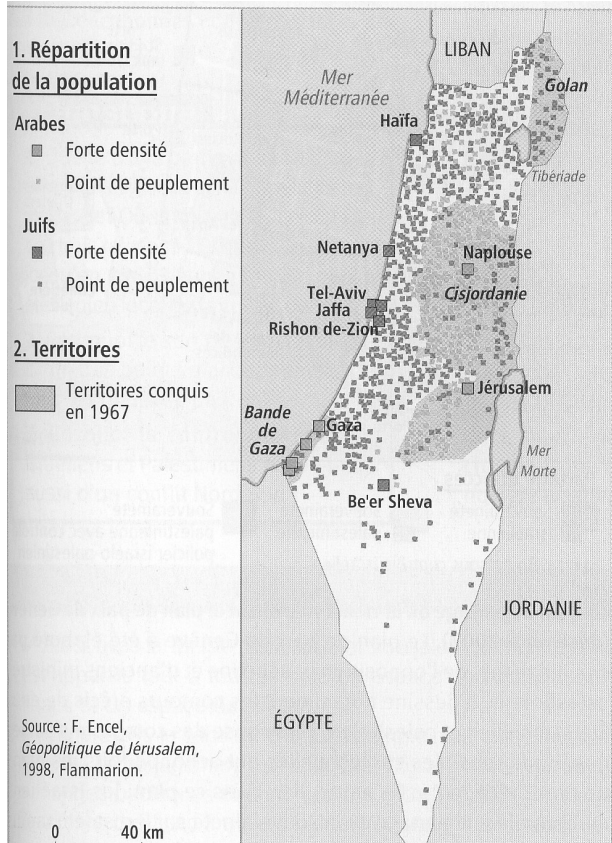 1. Répartition
de la population
Arabes
Forte densité
Point de peuplement
Juifs
Forte densité
Point de peuplement
2. Territoires
Territoires conquis
en 1967
Mer
Méditerranée
LIBAN
Golan
Haïfa
Tibériade
Netanya
Naplouse
Cisjordanie
Tel-Aviv
Jaffa
Rishon de-Zion
Jérusalem
Bande
de
Gaza
Gaza
Mer
Morte
Be'er Sheva
JORDANIE
ÉGYPTE
Source : F. Encel,
Géopolitique de Jérusalem,
1998, Flammarion.
0 40 km